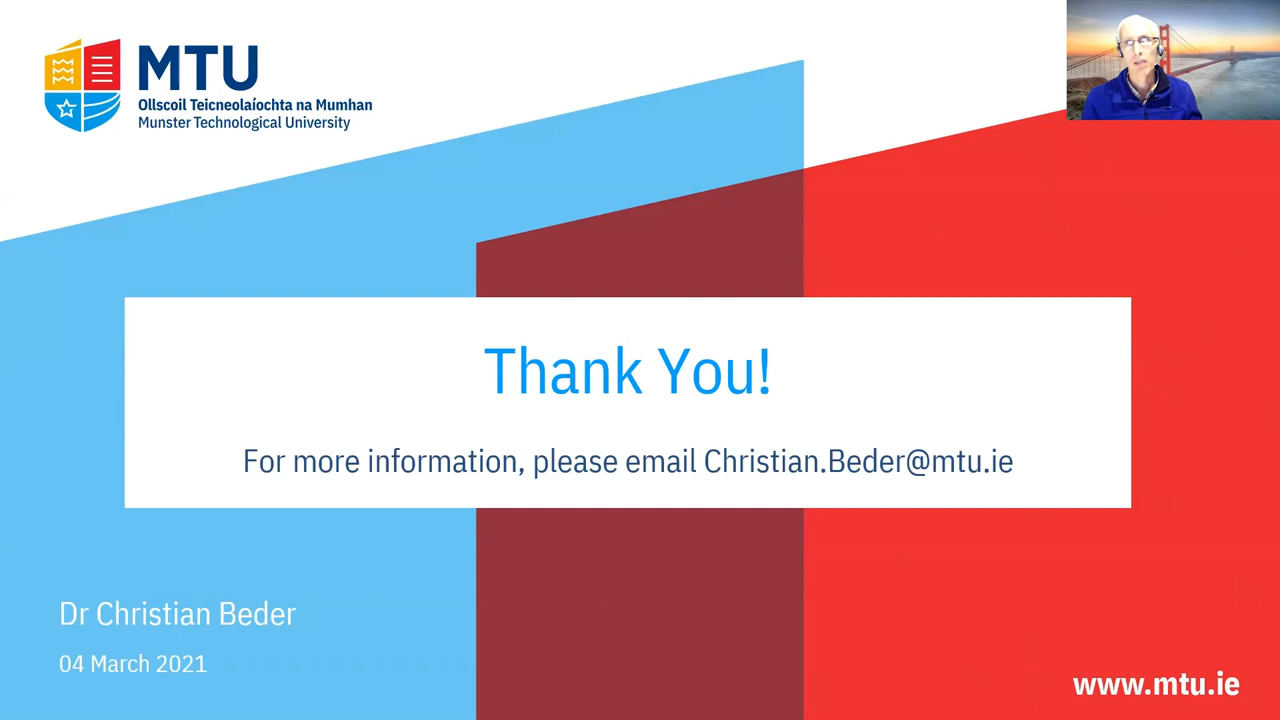 MTU
Ollscoil Teicneolaíochta na Mumhan
Munster Technological University
Thank You!
For more information, please email Christian.Beder@mtu.ie
Dr Christian Beder
04 March 2021
www.mtu.ie